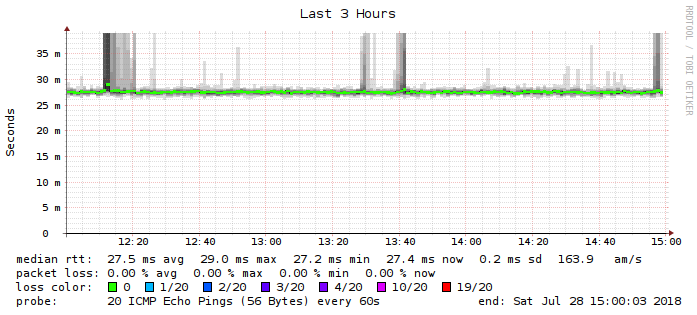 Last 3 Hours
RRDTOOL / TOBI OETIKER
Seconds
35 m
30 m
25 m
20 m
15 m
10 m
5 m
0
12:20 12:40 13:00 13:20 13:40 14:00 14:20 14:40 15:00
median rtt: 27.5 ms avg 29.0 ms max 27.2 ms min 27.4 ms now 0.2 ms sd 163.9 am/s
packet loss: 0.00 % avg 0.00 % max 0.00 % min 0.00 % now
loss color: 0 1/20 2/20 3/20 4/20 10/20 19/20
probe: 20 ICMP Echo Pings (56 Bytes) every 60s end: Sat Jul 28 15:00:03 2018